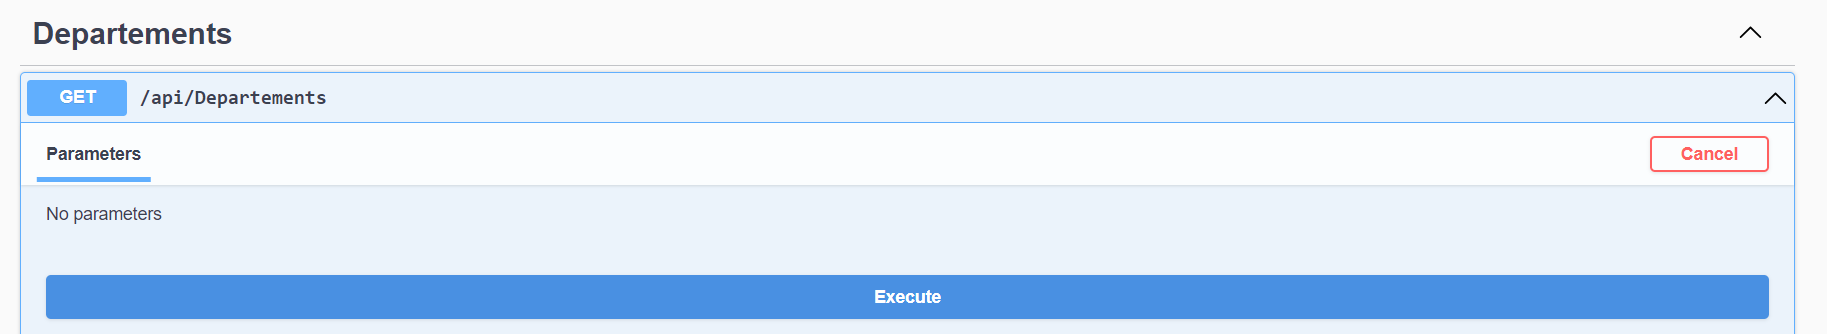 Departements
GET /api/Departements
Parameters
Cancel
No parameters
Execute